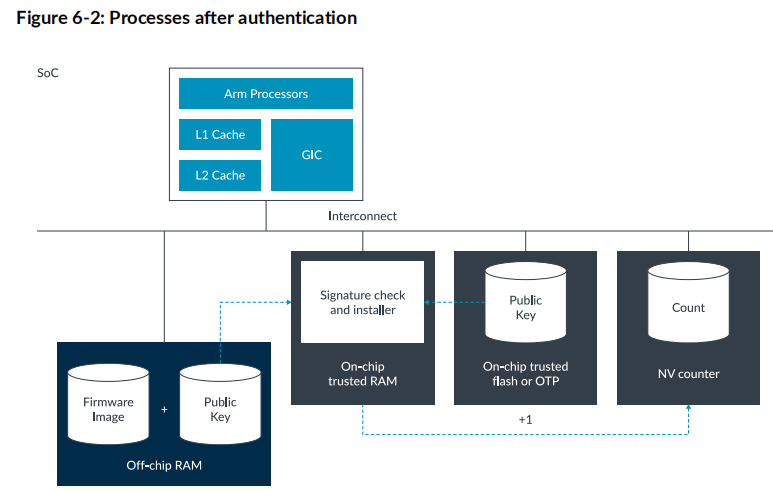 Figure 6-2: Processes after authentication
SoC
Arm Processors
L1 Cache
GIC
L2 Cache
Interconnect
Signature check
and installer
Public
Key
Count
On-chip
trusted RAM
On-chip trusted
flash or OTP
NV counter
Firmware
Image
+
Public
Key
+1
Off-chip RAM